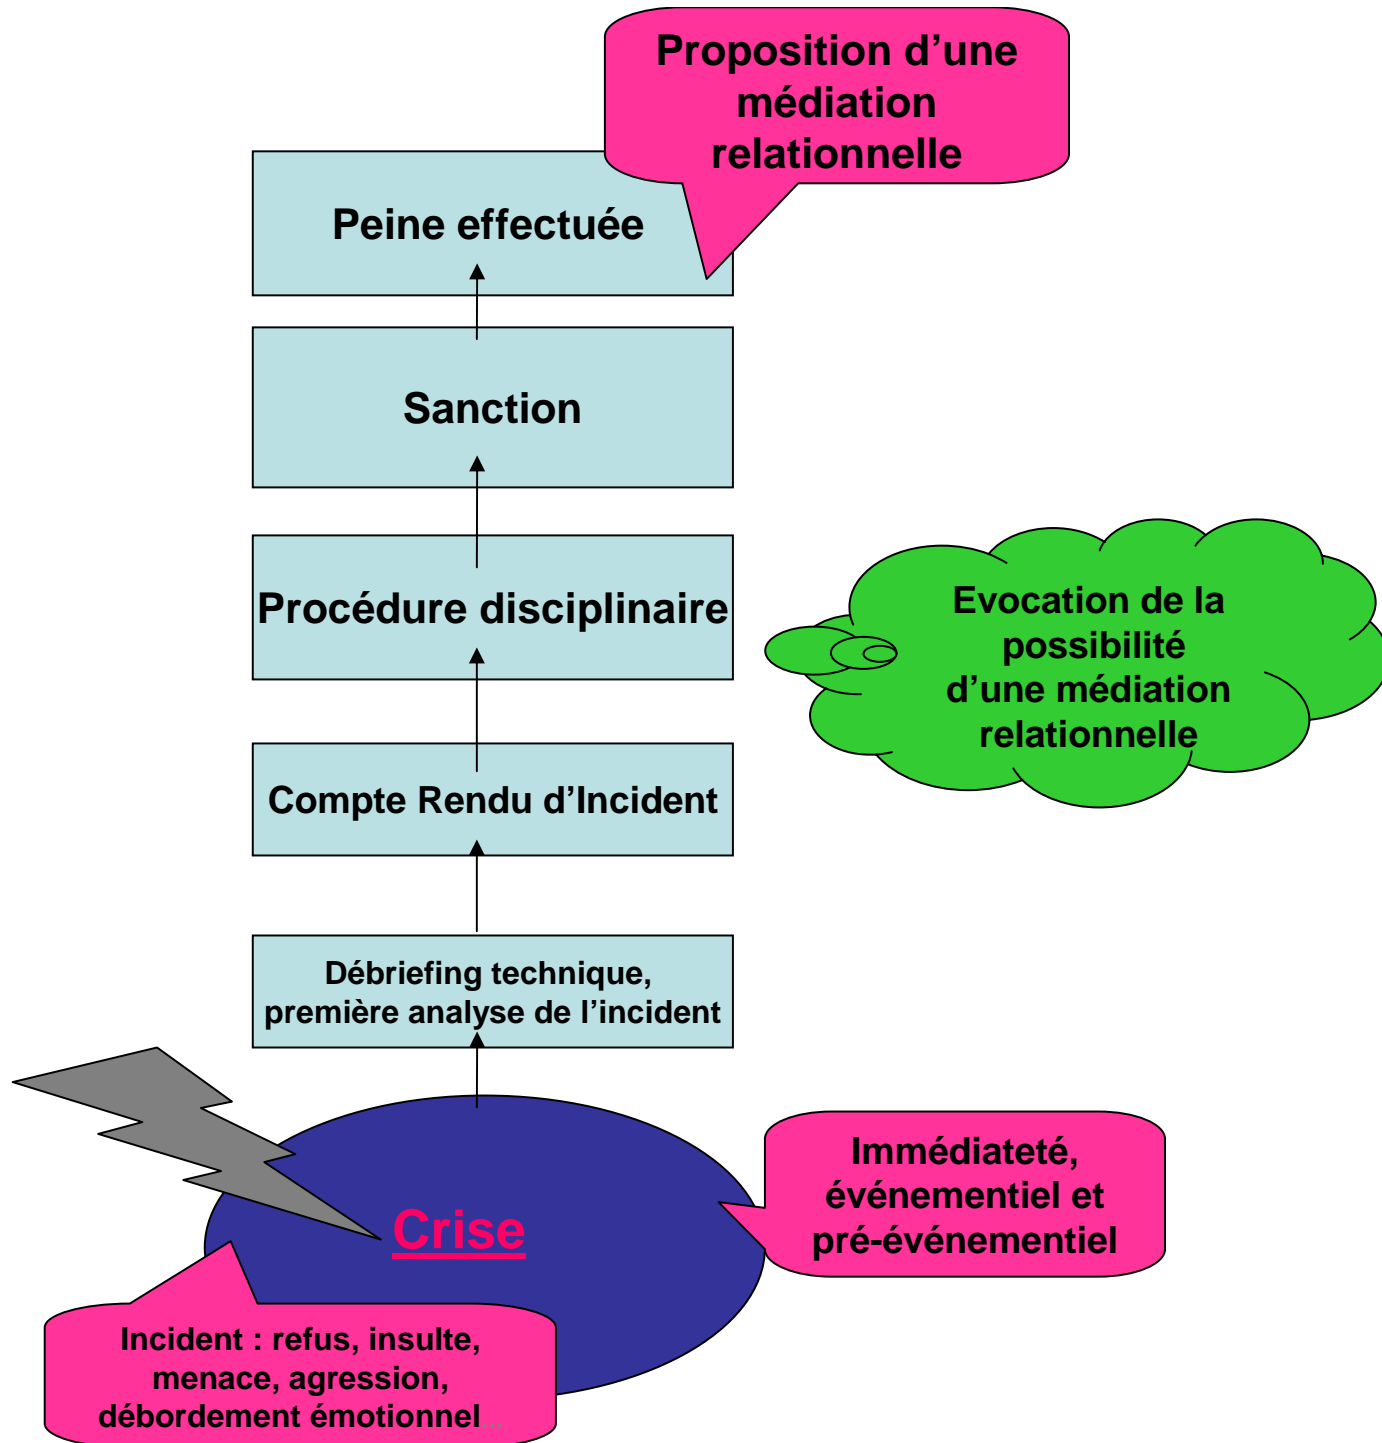 Proposition d’une
médiation
relationnelle
Peine effectuée
Sanction
Procédure disciplinaire
Evocation de la
possibilité
d’une médiation
relationnelle
Compte Rendu d’Incident
Débriefing technique,
première analyse de l’incident
Crise
Immédiateté,
événementiel et
pré-événementiel
Incident : refus, insulte,
menace, agression,
débordement émotionnel...